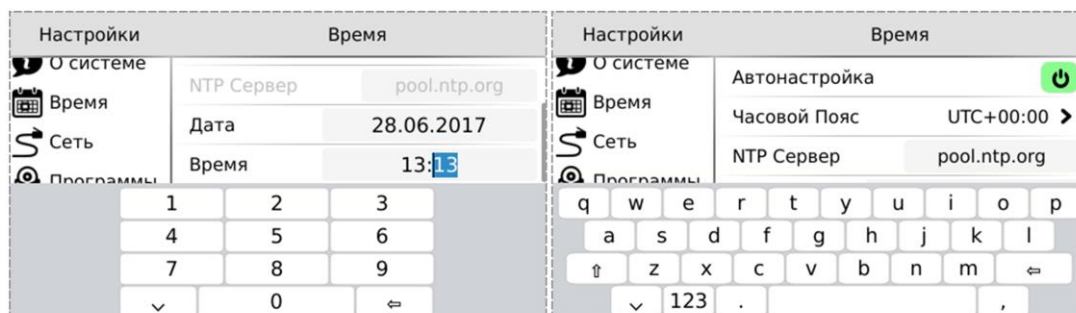 Настройки Время
О системе
NTP Сервер pool.ntp.org
Время
Дата 28.06.2017
Сеть
Время 13:13
Программы
1 2 3
4 5 6
7 8 9
0
Настройки Время
О системе
Автонастройка
Время
Часовой Пояс UTC+00:00
Сеть
NTP Сервер pool.ntp.org
Программы
q w e r t y u i o p
a s d f g h j k l
z x c v b n m
123 . ,